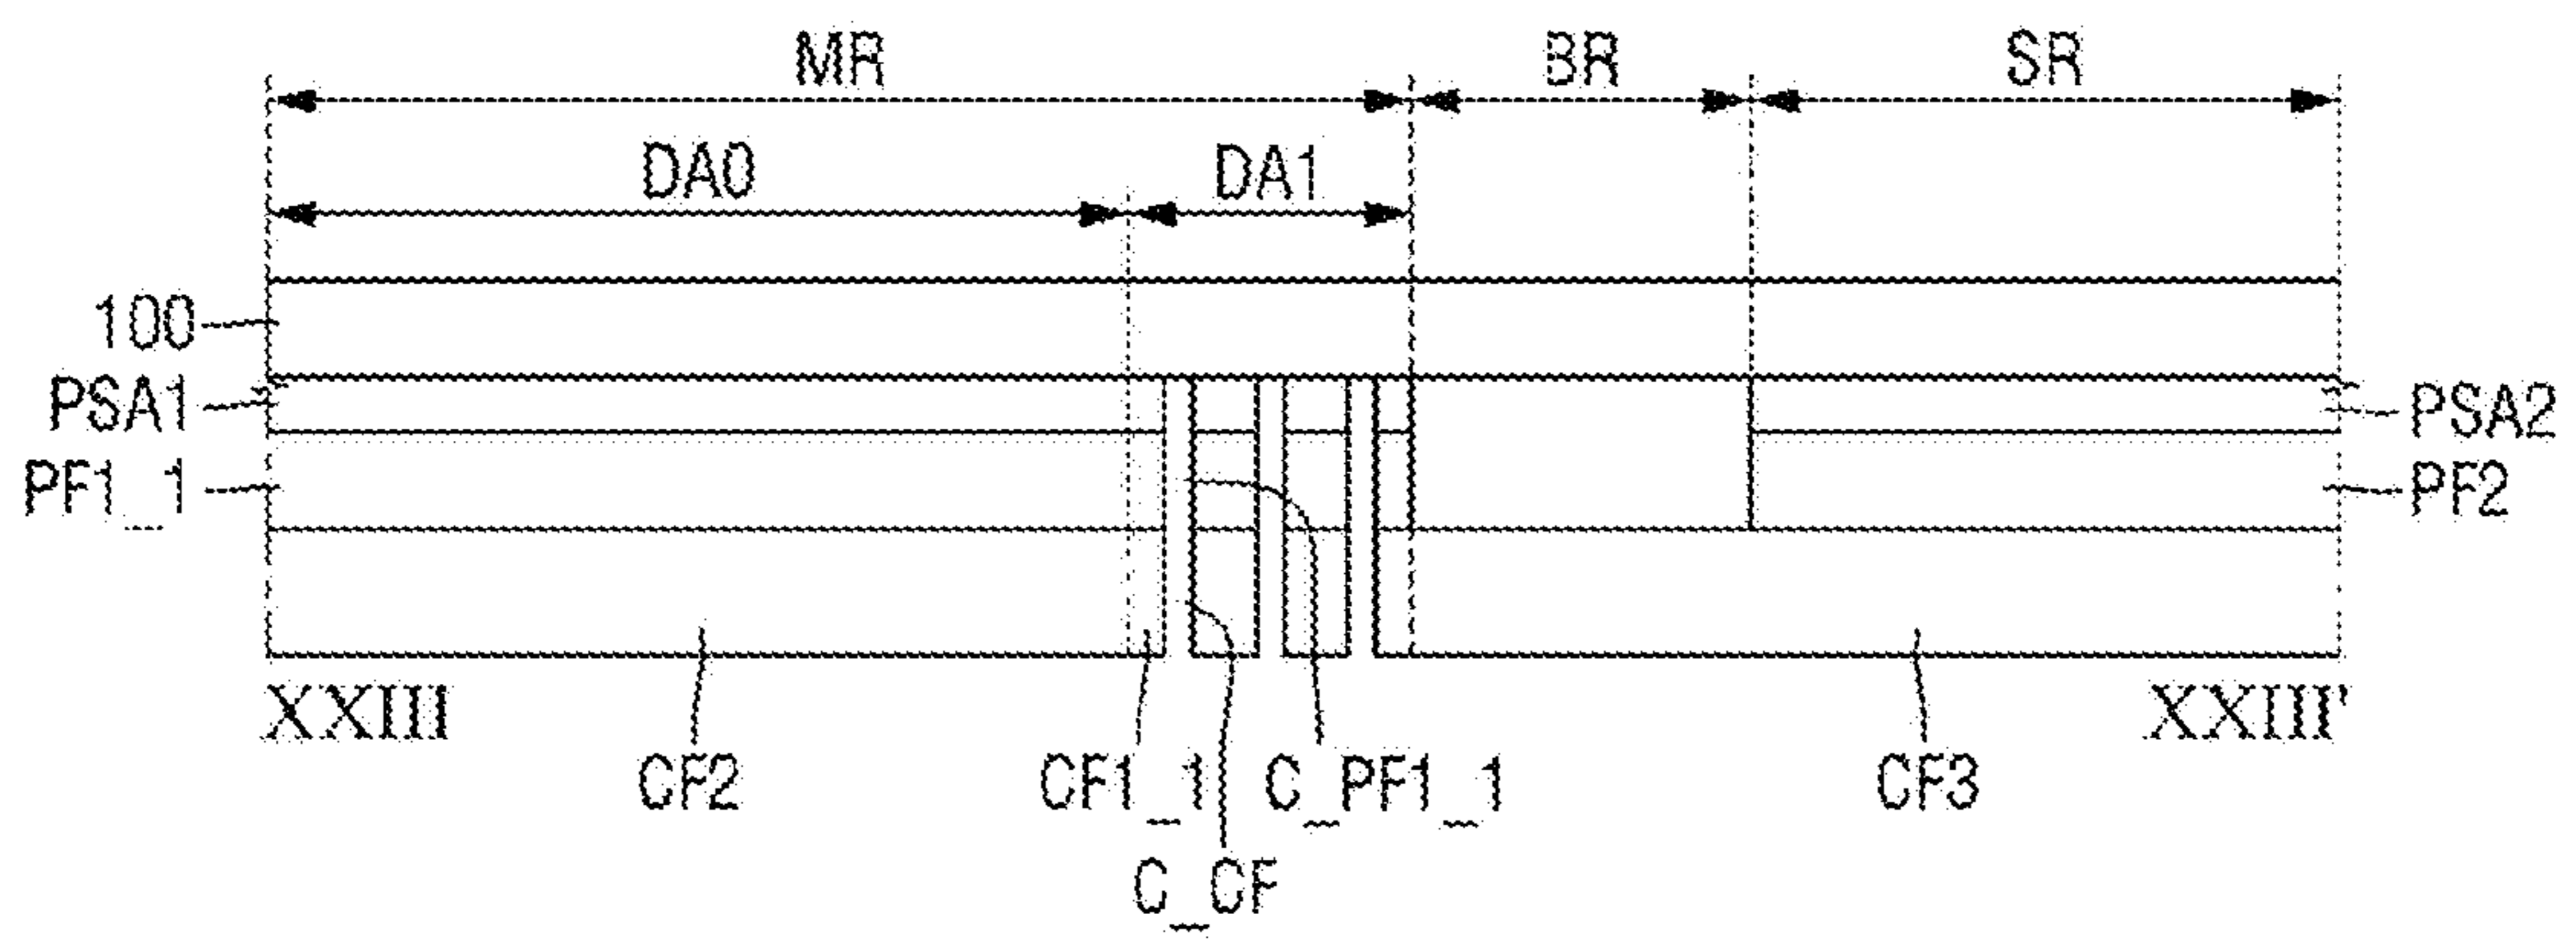 MR BR SR
DA0 DA1
100
PSA1 PSA2
PF1_1 PF2
XXIII XXIII'
CF2 CF1_1 C_PF1_1 CF3
C_CF